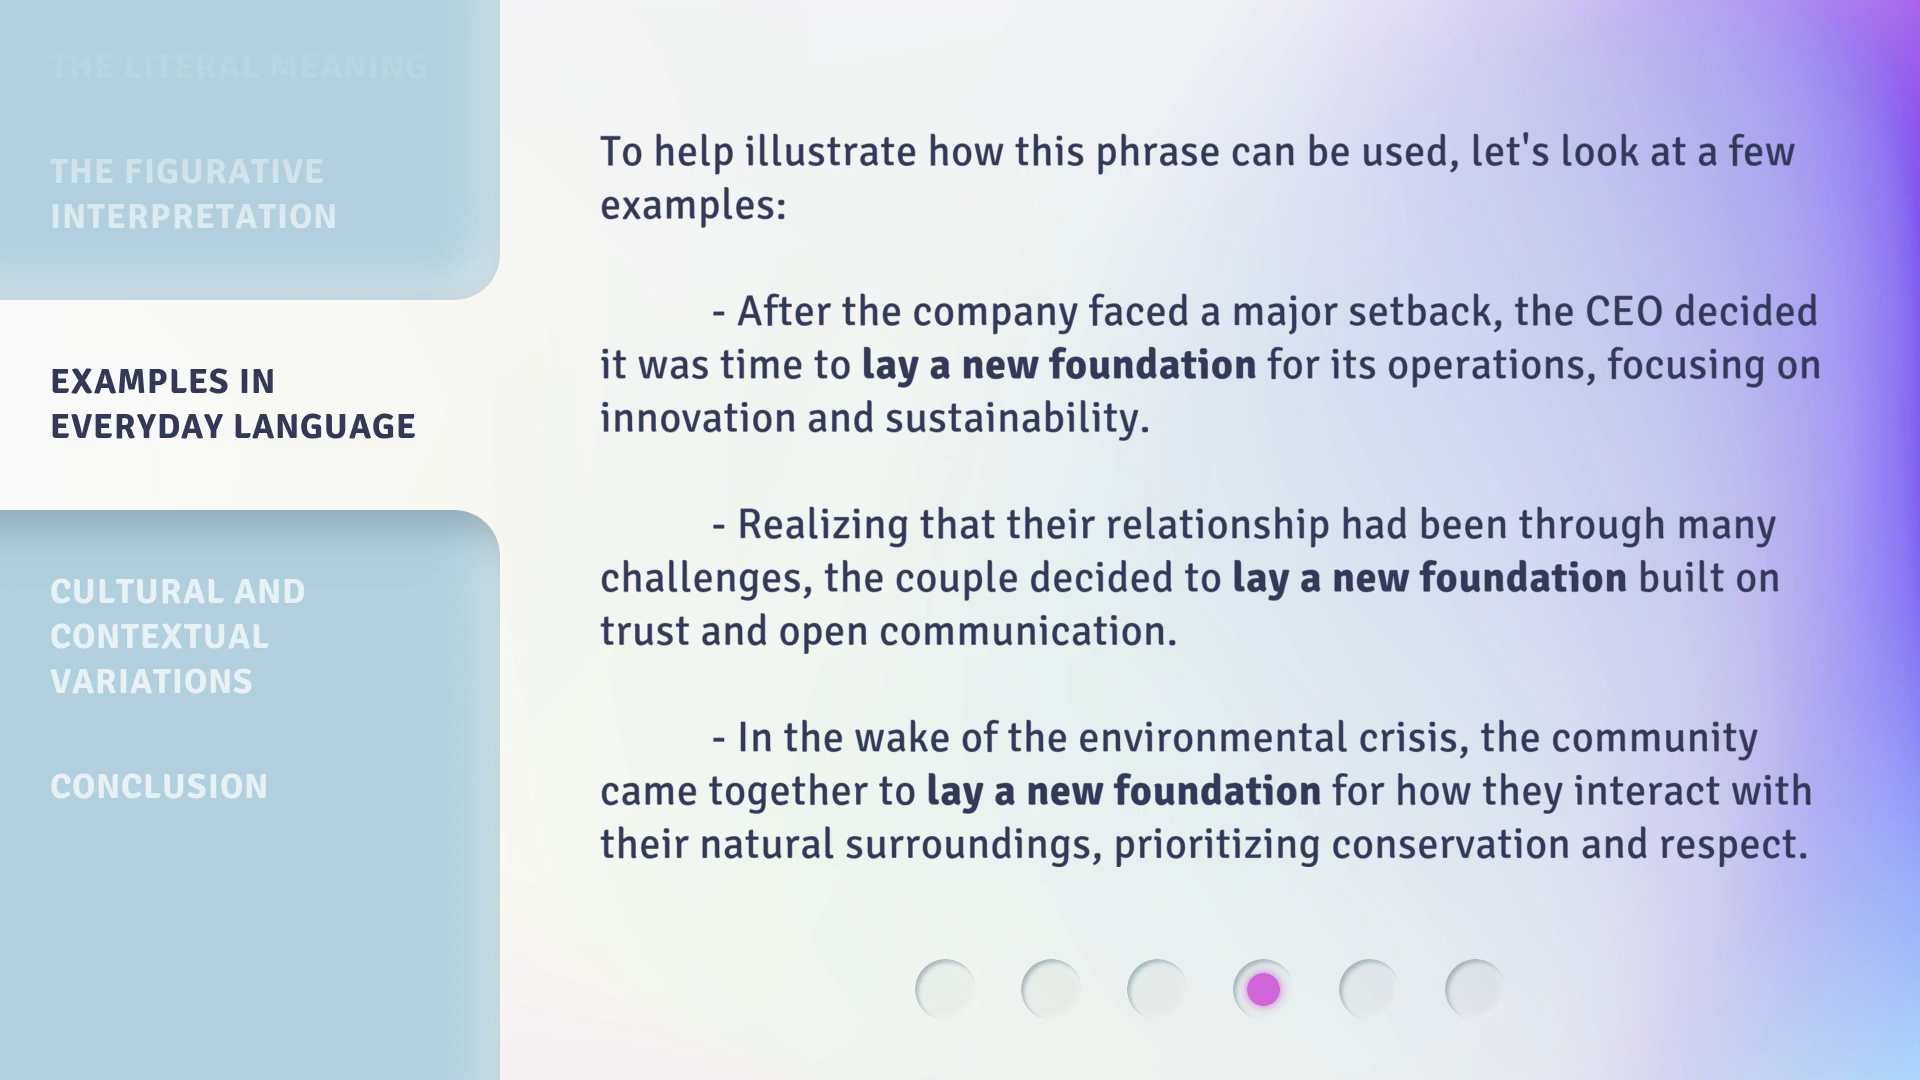 THE LITERAL MEANING
THE FIGURATIVE
INTERPRETATION
EXAMPLES IN
EVERYDAY LANGUAGE
CULTURAL AND
CONTEXTUAL
VARIATIONS
CONCLUSION
To help illustrate how this phrase can be used, let's look at a few
examples:
- After the company faced a major setback, the CEO decided
it was time to lay a new foundation for its operations, focusing on
innovation and sustainability.
- Realizing that their relationship had been through many
challenges, the couple decided to lay a new foundation built on
trust and open communication.
- In the wake of the environmental crisis, the community
came together to lay a new foundation for how they interact with
their natural surroundings, prioritizing conservation and respect.